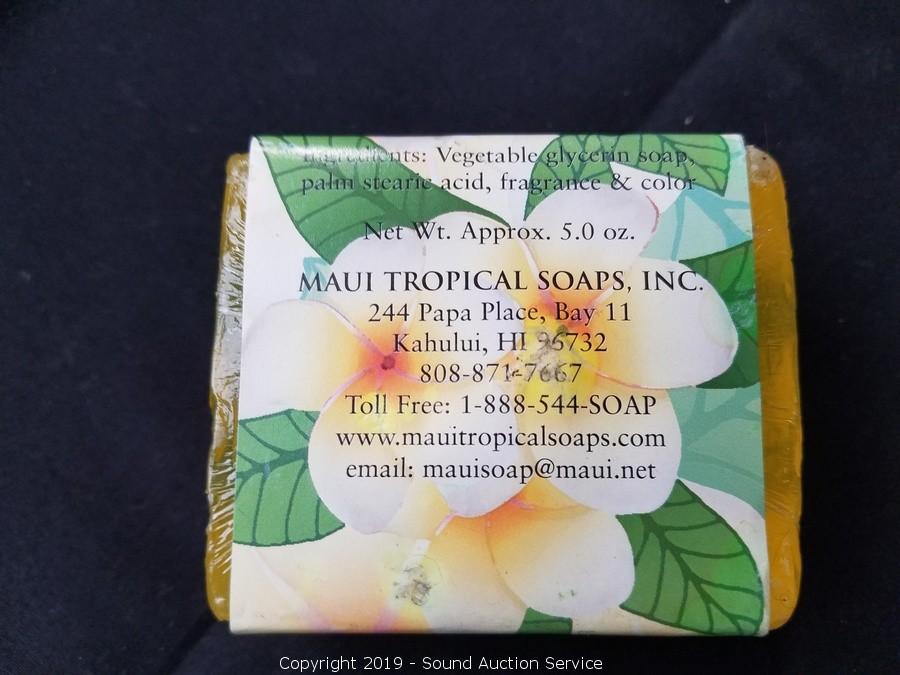 Ingredients: Vegetable glycerin soap,
palm stearic acid, fragrance & color
Net Wt. Approx. 5.0 oz.
MAUI TROPICAL SOAPS, INC.
244 Papa Place, Bay 11
Kahului, HI 96732
808-871-7667
Toll Free: 1-888-544-SOAP
www.mauitropicalsoaps.com
email: mauisoap@maui.net
Copyright 2019 - Sound Auction Service